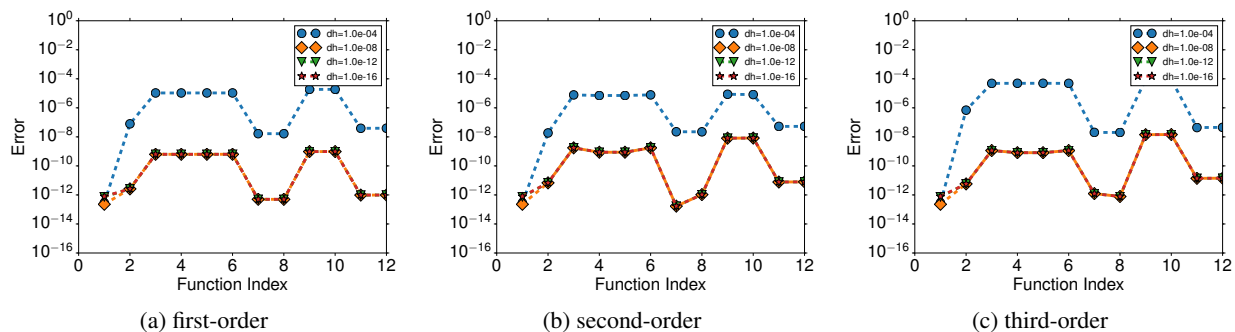 10^0
10^−2
10^−4
10^−6
10^−8
10^−10
10^−12
10^−14
10^−16
Error
0 2 4 6 8 10 12
Function Index
dh=1.0e-04
dh=1.0e-08
dh=1.0e-12
dh=1.0e-16
(a) first-order
10^0
10^−2
10^−4
10^−6
10^−8
10^−10
10^−12
10^−14
10^−16
Error
0 2 4 6 8 10 12
Function Index
dh=1.0e-04
dh=1.0e-08
dh=1.0e-12
dh=1.0e-16
(b) second-order
10^0
10^−2
10^−4
10^−6
10^−8
10^−10
10^−12
10^−14
10^−16
Error
0 2 4 6 8 10 12
Function Index
dh=1.0e-04
dh=1.0e-08
dh=1.0e-12
dh=1.0e-16
(c) third-order